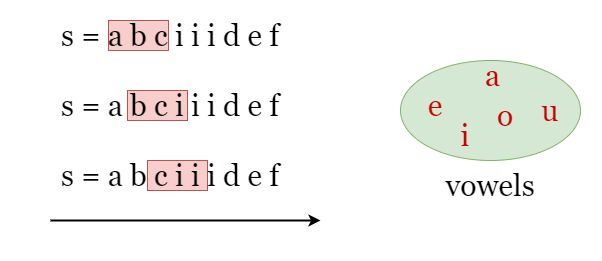 s = a b c i i i d e f
s = a b c i i i d e f
s = a b c i i i d e f
a
e
o
u
i
vowels